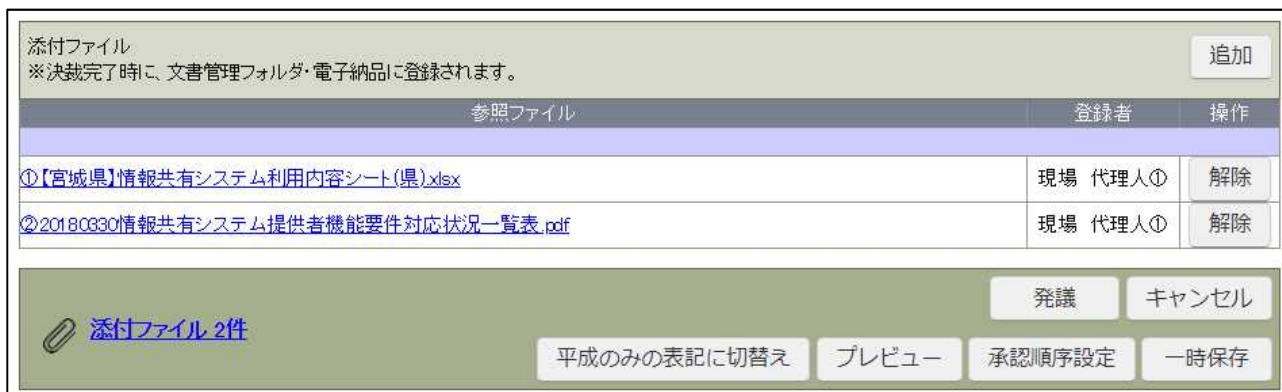 添付ファイル
※決裁完了時に、文書管理フォルダ・電子納品に登録されます。
追加
参照ファイル 登録者 操作
①【宮城県】情報共有システム利用内容シート(県).xlsx 現場 代理人① 解除
②20180330情報共有システム提供者機能要件対応状況一覧表.pdf 現場 代理人① 解除
発議 キャンセル
添付ファイル 2件
平成のみの表記に切替え プレビュー 承認順序設定 一時保存